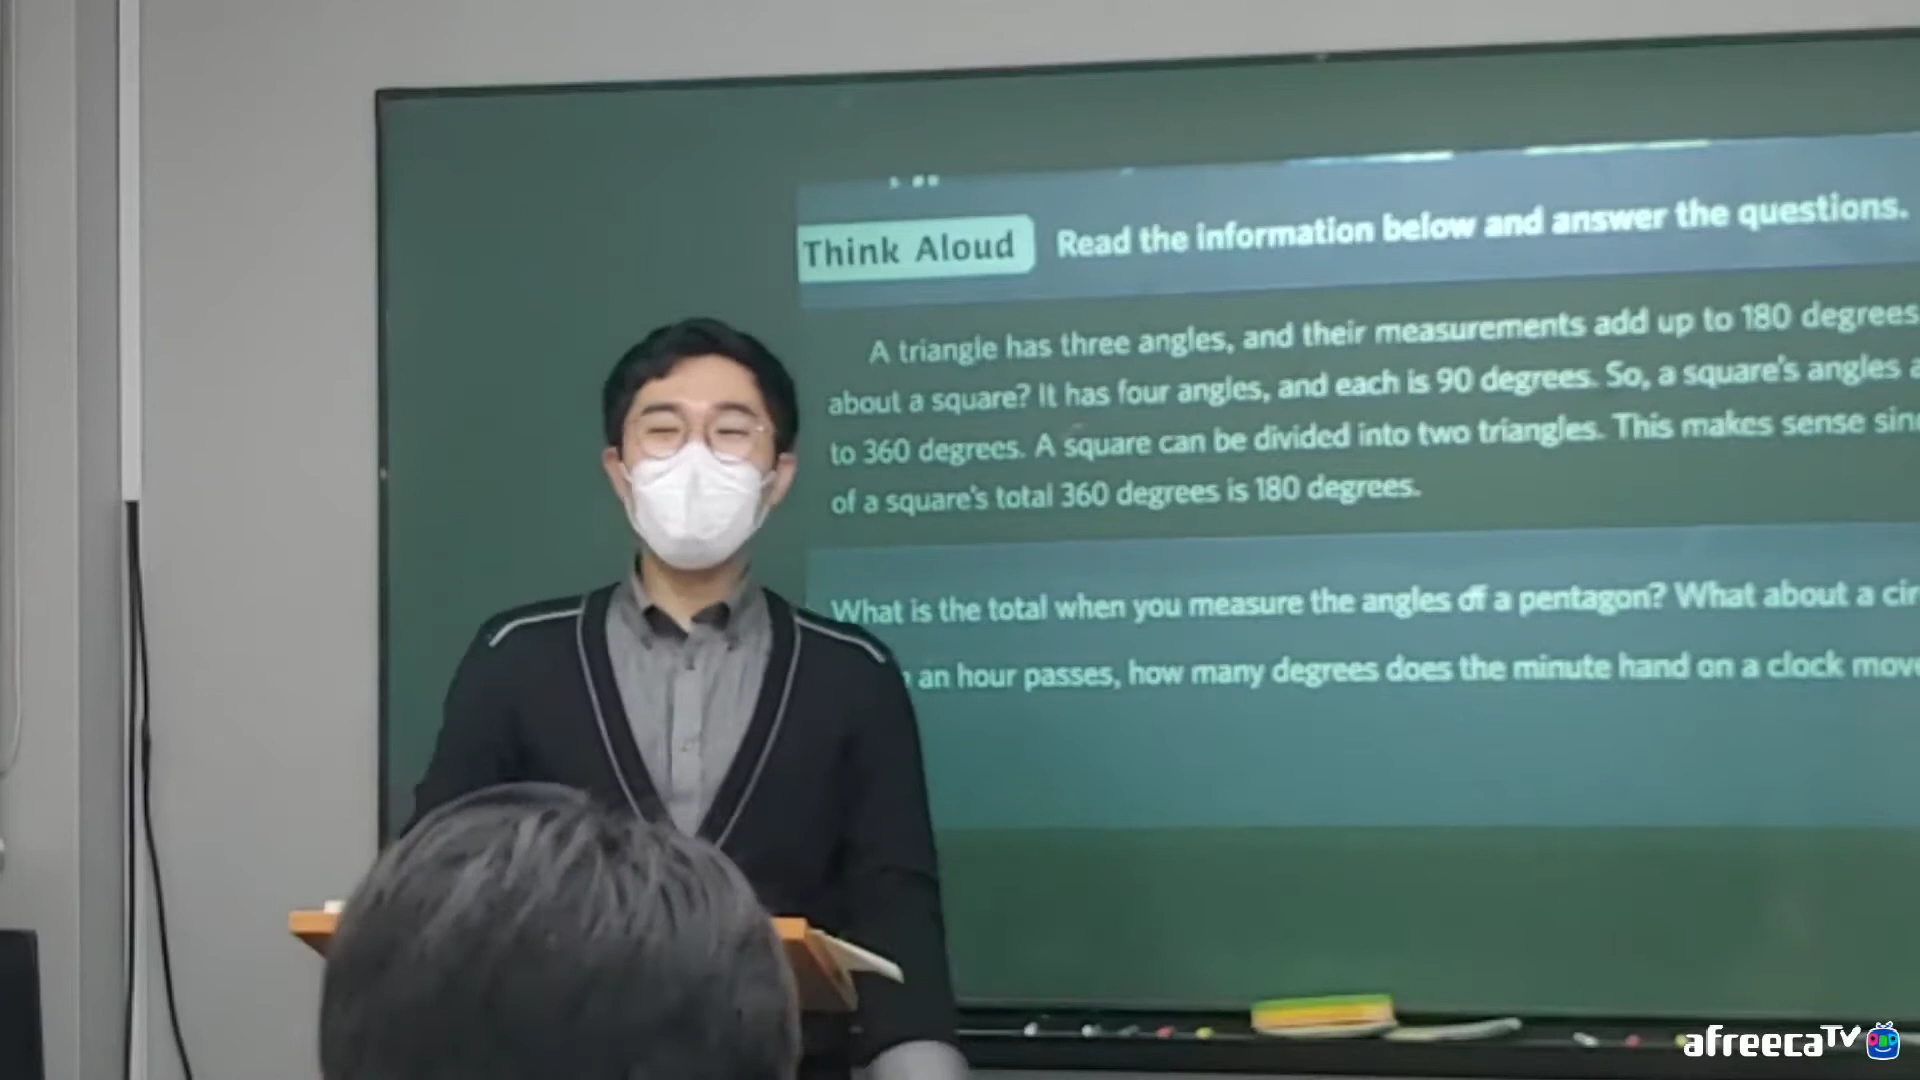 Think Aloud
Read the information below and answer the questions.
A triangle has three angles, and their measurements add up to 180 degrees
about a square? It has four angles, and each is 90 degrees. So, a square's angles
to 360 degrees. A square can be divided into two triangles. This makes sense
of a square's total 360 degrees is 180 degrees.
What is the total when you measure the angles of a pentagon? What about a
an hour passes, how many degrees does the minute hand on a clock
afreecaTV